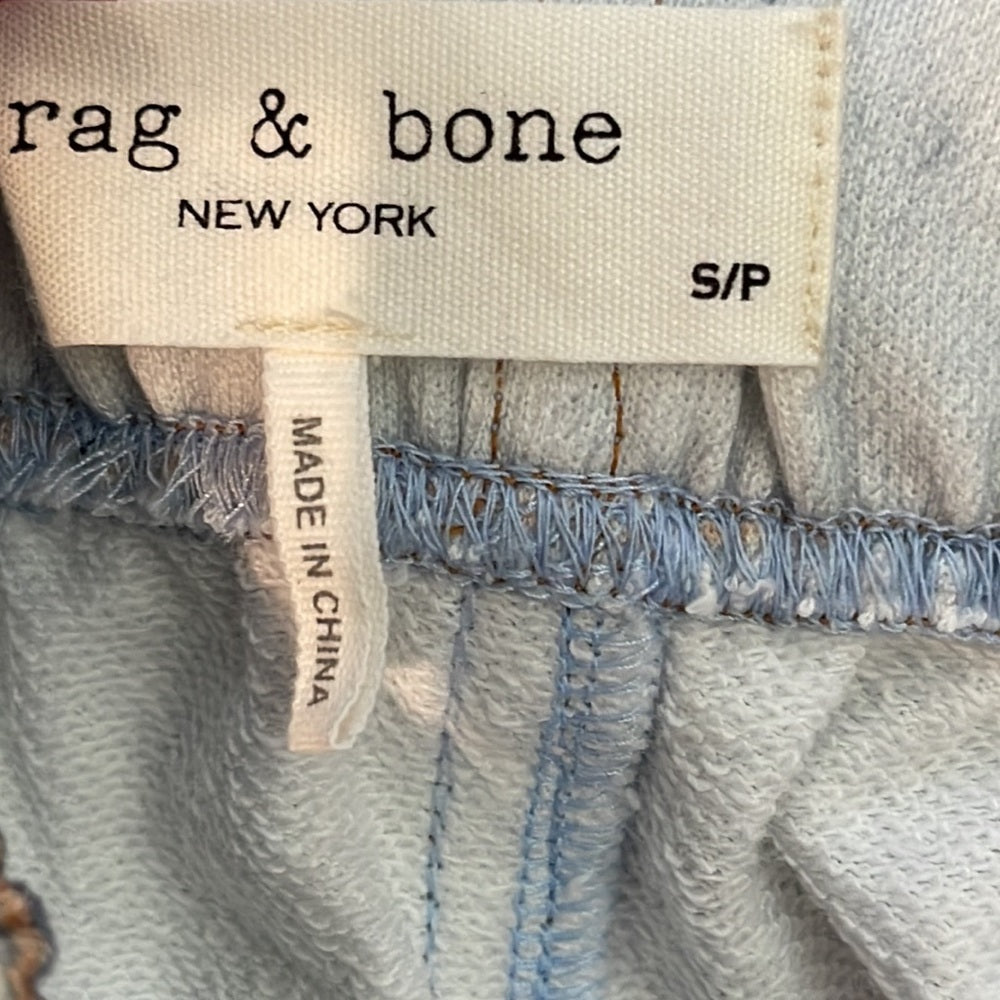 rag & bone
NEW YORK
S/P
MADE IN CHINA